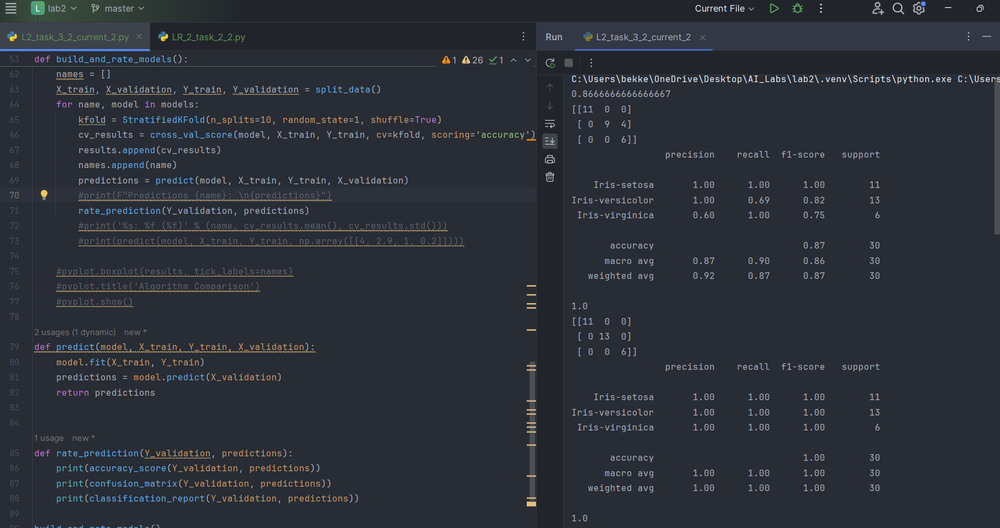 L lab2 master Current File
L2_task_3_2_current_2.py LR_2_task_2_2.py
53 def build_and_rate_models(): 1 26 1
62 names = []
63 X_train, X_validation, Y_train, Y_validation = split_data()
64 for name, model in models:
65 kfold = StratifiedKFold(n_splits=10, random_state=1, shuffle=True)
66 cv_results = cross_val_score(model, X_train, Y_train, cv=kfold, scoring='accuracy')
67 results.append(cv_results)
68 names.append(name)
69 predictions = predict(model, X_train, Y_train, X_validation)
70 #print(F"Predictions {name}: \n{predictions}")
71 rate_prediction(Y_validation, predictions)
72 #print('%s: %f (%f)' % (name, cv_results.mean(), cv_results.std()))
73 #print(predict(model, X_train, Y_train, np.array([[4, 2.9, 1, 0.2]])))
74
75 #pyplot.boxplot(results, tick_labels=names)
76 #pyplot.title('Algorithm Comparison')
77 #pyplot.show()
78
2 usages (1 dynamic) new *
79 def predict(model, X_train, Y_train, X_validation):
80 model.fit(X_train, Y_train)
81 predictions = model.predict(X_validation)
82 return predictions
83
84
1 usage new *
85 def rate_prediction(Y_validation, predictions):
86 print(accuracy_score(Y_validation, predictions))
87 print(confusion_matrix(Y_validation, predictions))
88 print(classification_report(Y_validation, predictions))
89
build_and_rate_models()
Run L2_task_3_2_current_2
C:\Users\bekke\OneDrive\Desktop\AI_Labs\lab2\.venv\Scripts\python.exe C:\Users
0.8666666666666667
[[11 0 0]
[ 0 9 4]
[ 0 0 6]]
precision recall f1-score support
Iris-setosa 1.00 1.00 1.00 11
Iris-versicolor 1.00 0.69 0.82 13
Iris-virginica 0.60 1.00 0.75 6
accuracy 0.87 30
macro avg 0.87 0.90 0.86 30
weighted avg 0.92 0.87 0.87 30
1.0
[[11 0 0]
[ 0 13 0]
[ 0 0 6]]
precision recall f1-score support
Iris-setosa 1.00 1.00 1.00 11
Iris-versicolor 1.00 1.00 1.00 13
Iris-virginica 1.00 1.00 1.00 6
accuracy 1.00 30
macro avg 1.00 1.00 1.00 30
weighted avg 1.00 1.00 1.00 30
1.0